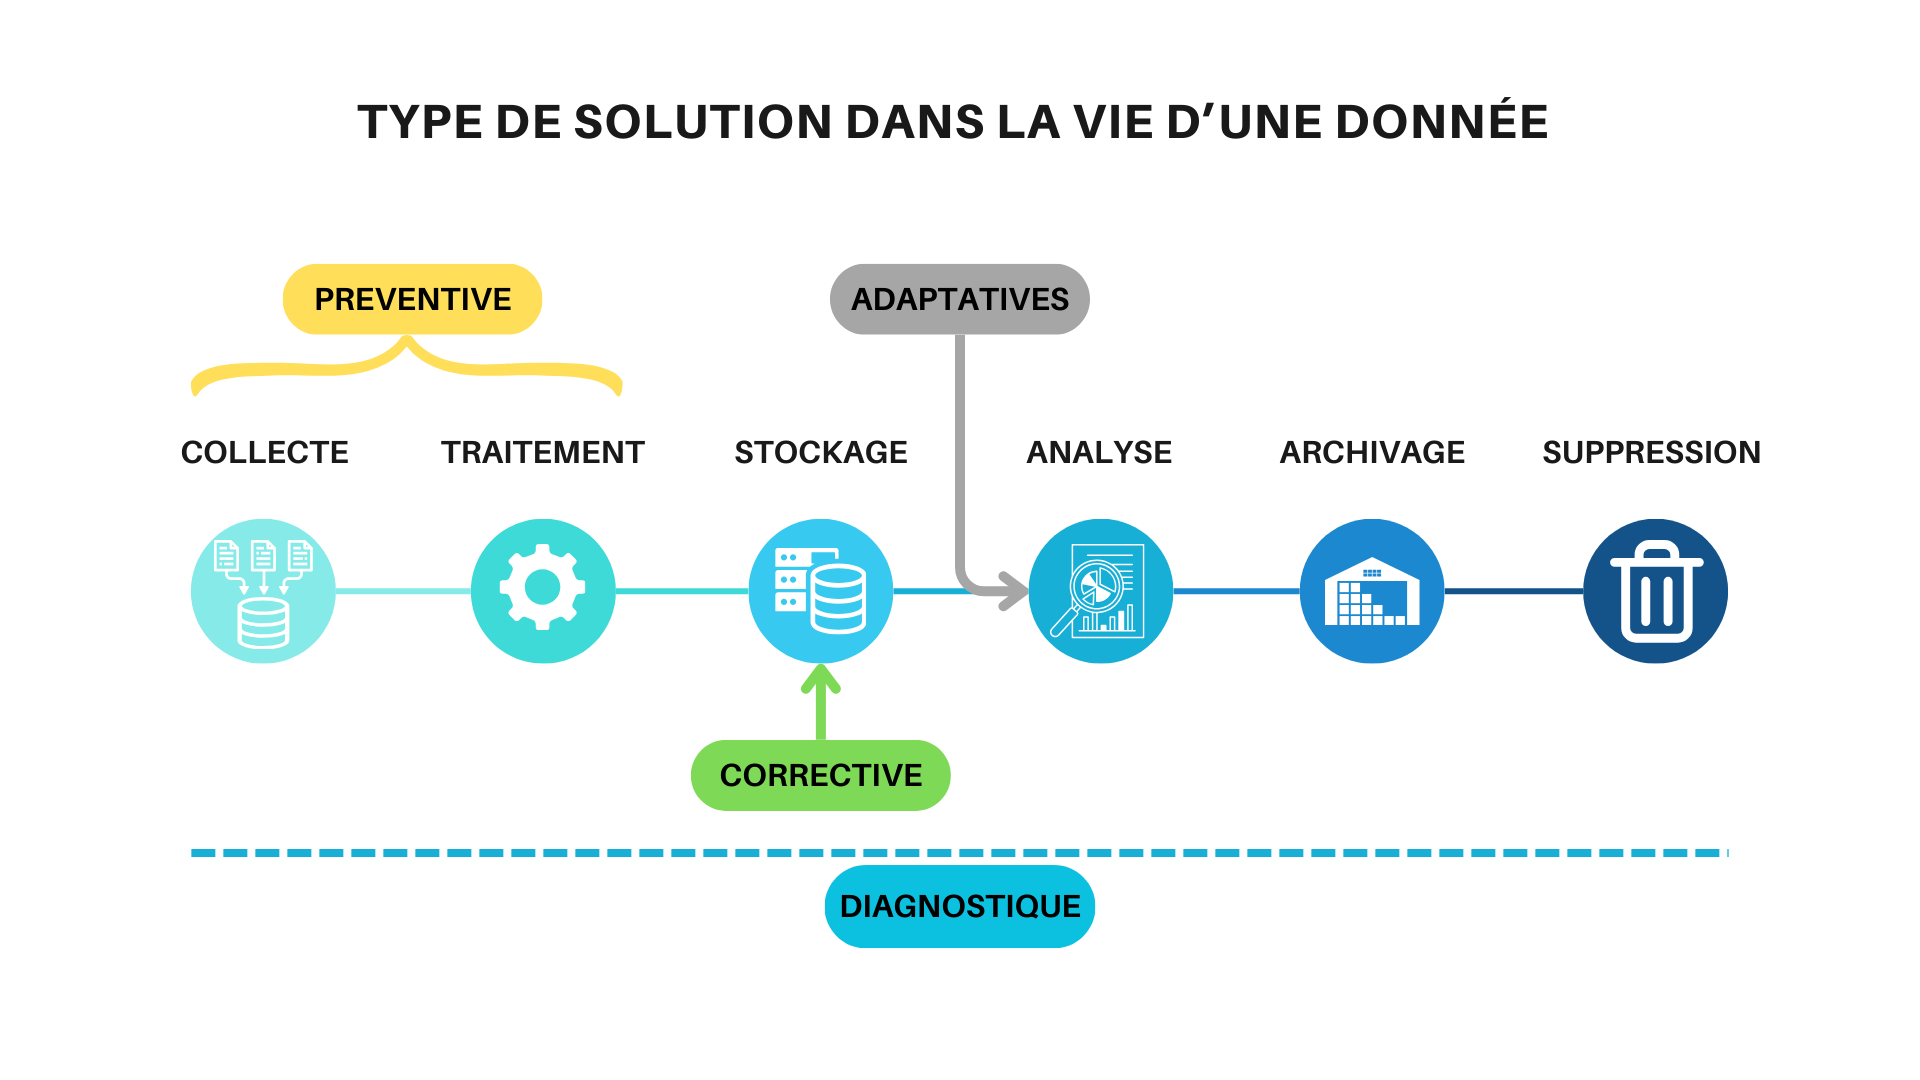 TYPE DE SOLUTION DANS LA VIE D’UNE DONNÉE
PREVENTIVE
ADAPTATIVES
COLLECTE
TRAITEMENT
STOCKAGE
ANALYSE
ARCHIVAGE
SUPPRESSION
CORRECTIVE
DIAGNOSTIQUE